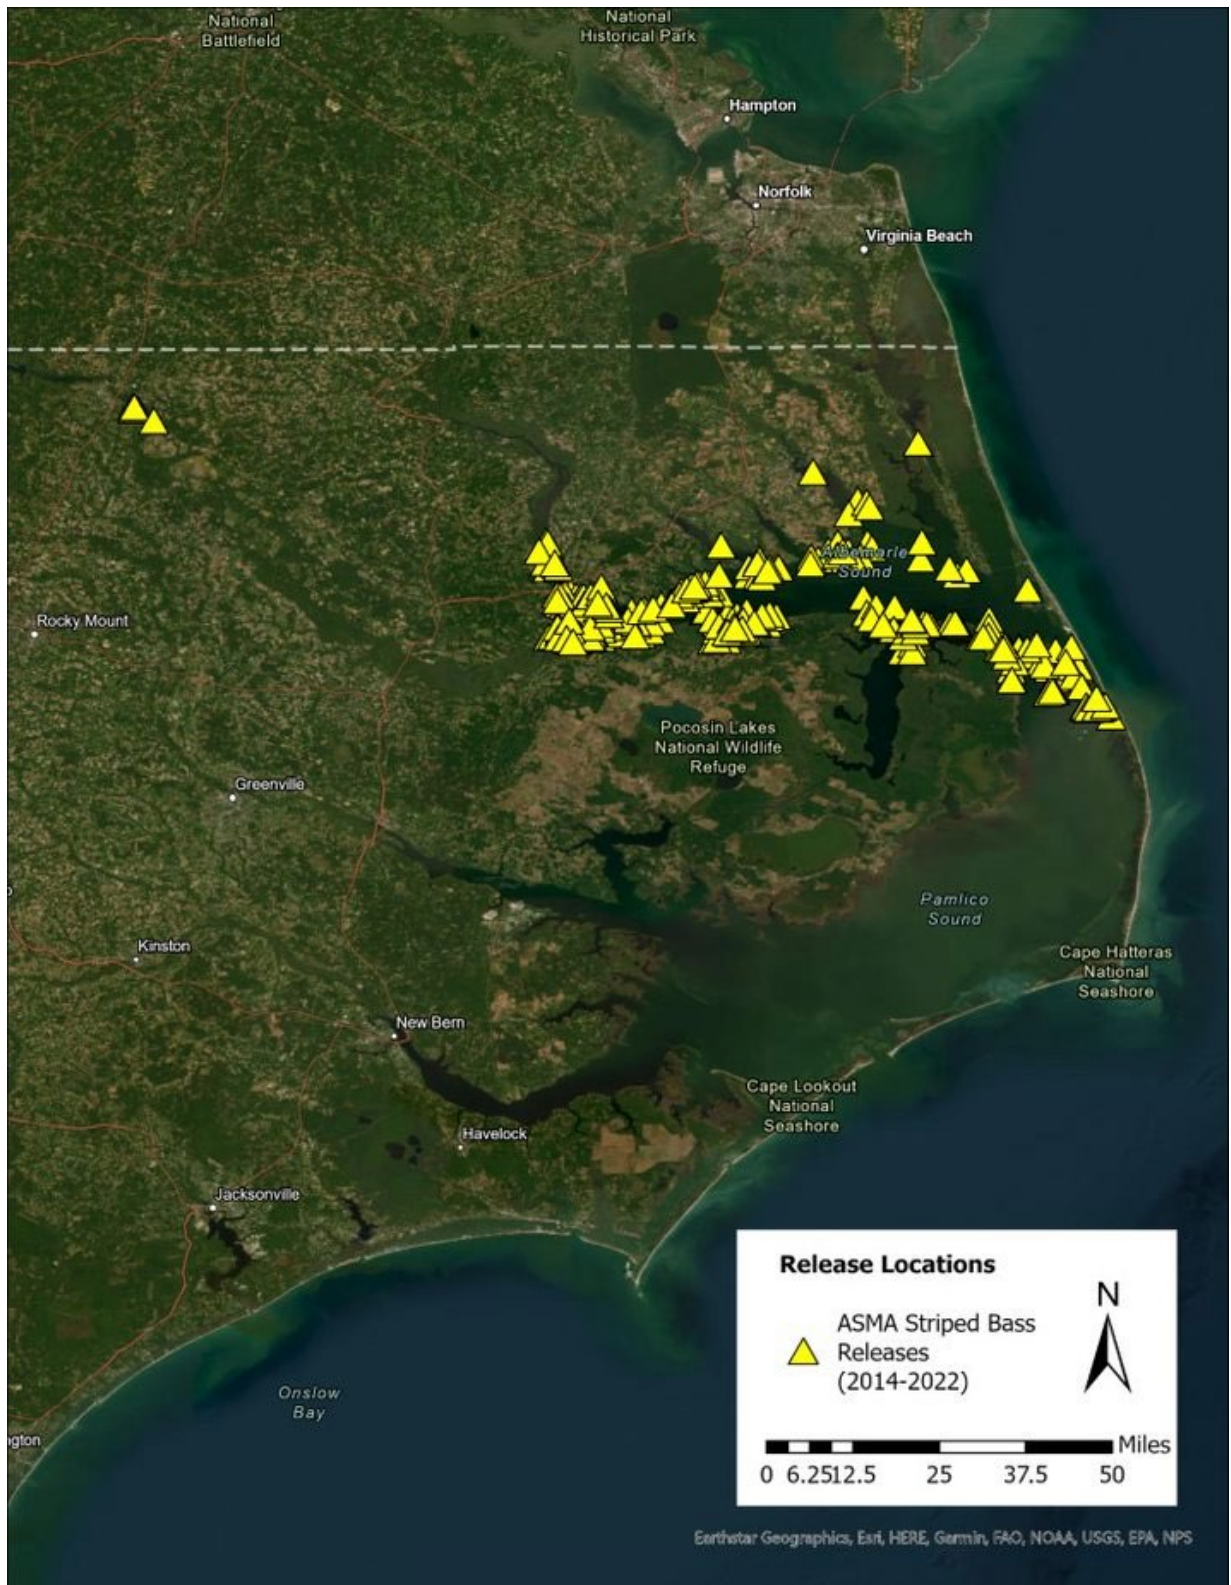 National
Battlefield
National
Historical Park
Hampton
Norfolk
Virginia Beach
Albemarle
Sound
Rocky Mount
Pocosin Lakes
National Wildlife
Refuge
Greenville
Pamlico
Sound
Kinston
Cape Hatteras
National
Seashore
New Bern
Cape Lookout
National
Seashore
Havelock
Jacksonville
Onslow
Bay
gton
Release Locations
N
ASMA Striped Bass
Releases
(2014-2022)
Miles
0 6.25 12.5 25 37.5 50
Earthstar Geographics, Esri, HERE, Garmin, FAO, NOAA, USGS, EPA, NPS